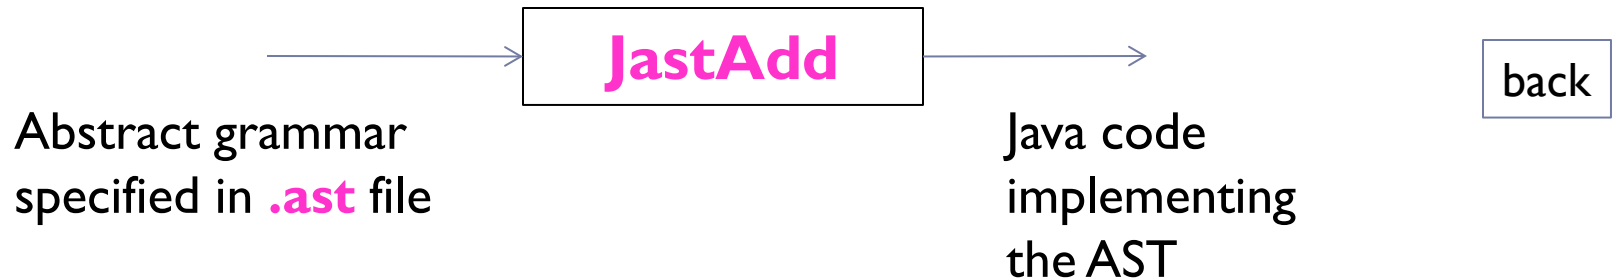 JastAdd
back
Abstract grammar
specified in .ast file
Java code
implementing
the AST